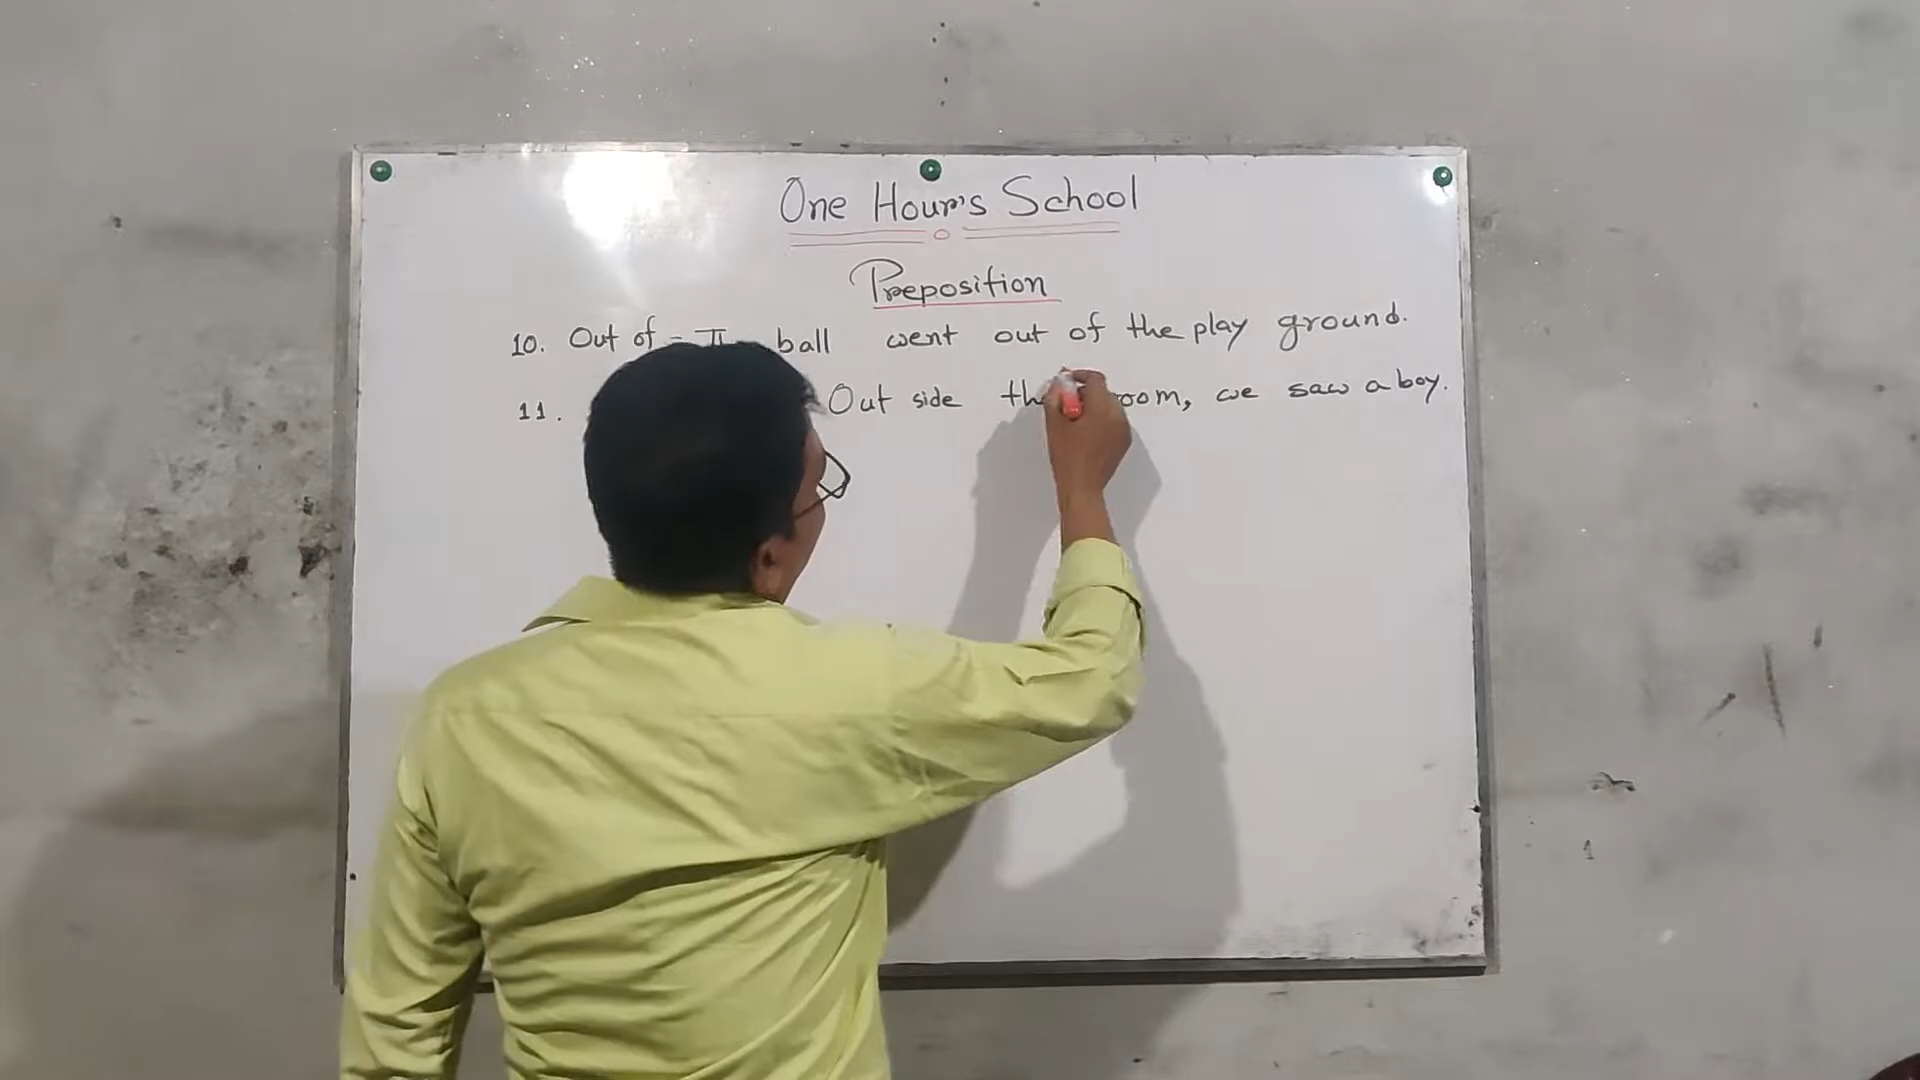 One Hour's School
Preposition
10. Out of - ball went out of the play ground.
11. Out side room, we saw a boy.